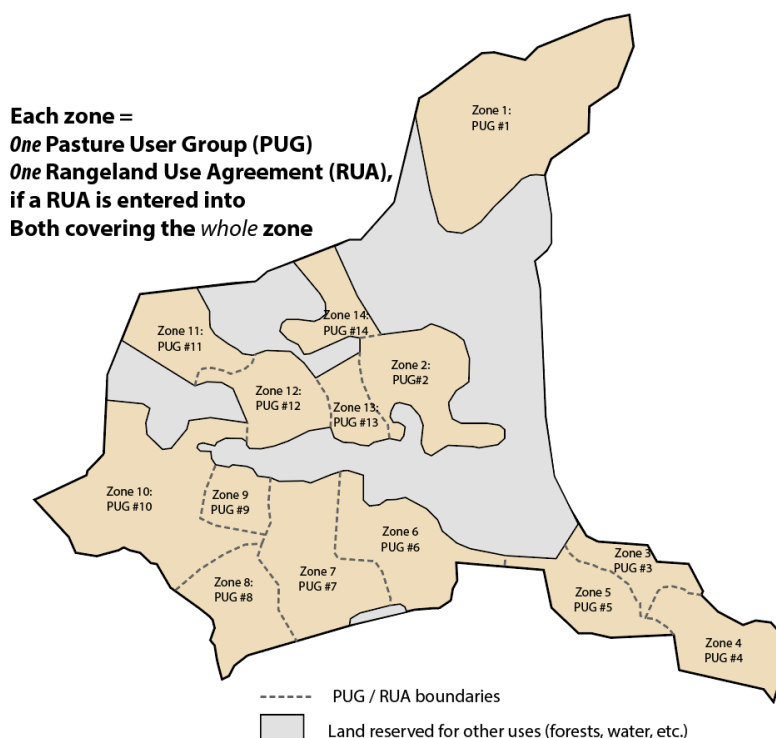 Each zone =
One Pasture User Group (PUG)
One Rangeland Use Agreement (RUA),
if a RUA is entered into
Both covering the whole zone
Zone 1:
PUG #1
Zone 14:
PUG #14
Zone 11:
PUG #11
Zone 2:
PUG#2
Zone 12:
PUG #12
Zone 13:
PUG #13
Zone 10:
PUG #10
Zone 9
PUG #9
Zone 6
PUG #6
Zone 3
PUG #3
Zone 7
PUG #7
Zone 8:
PUG #8
Zone 5
PUG #5
Zone 4
PUG #4
PUG / RUA boundaries
Land reserved for other uses (forests, water, etc.)